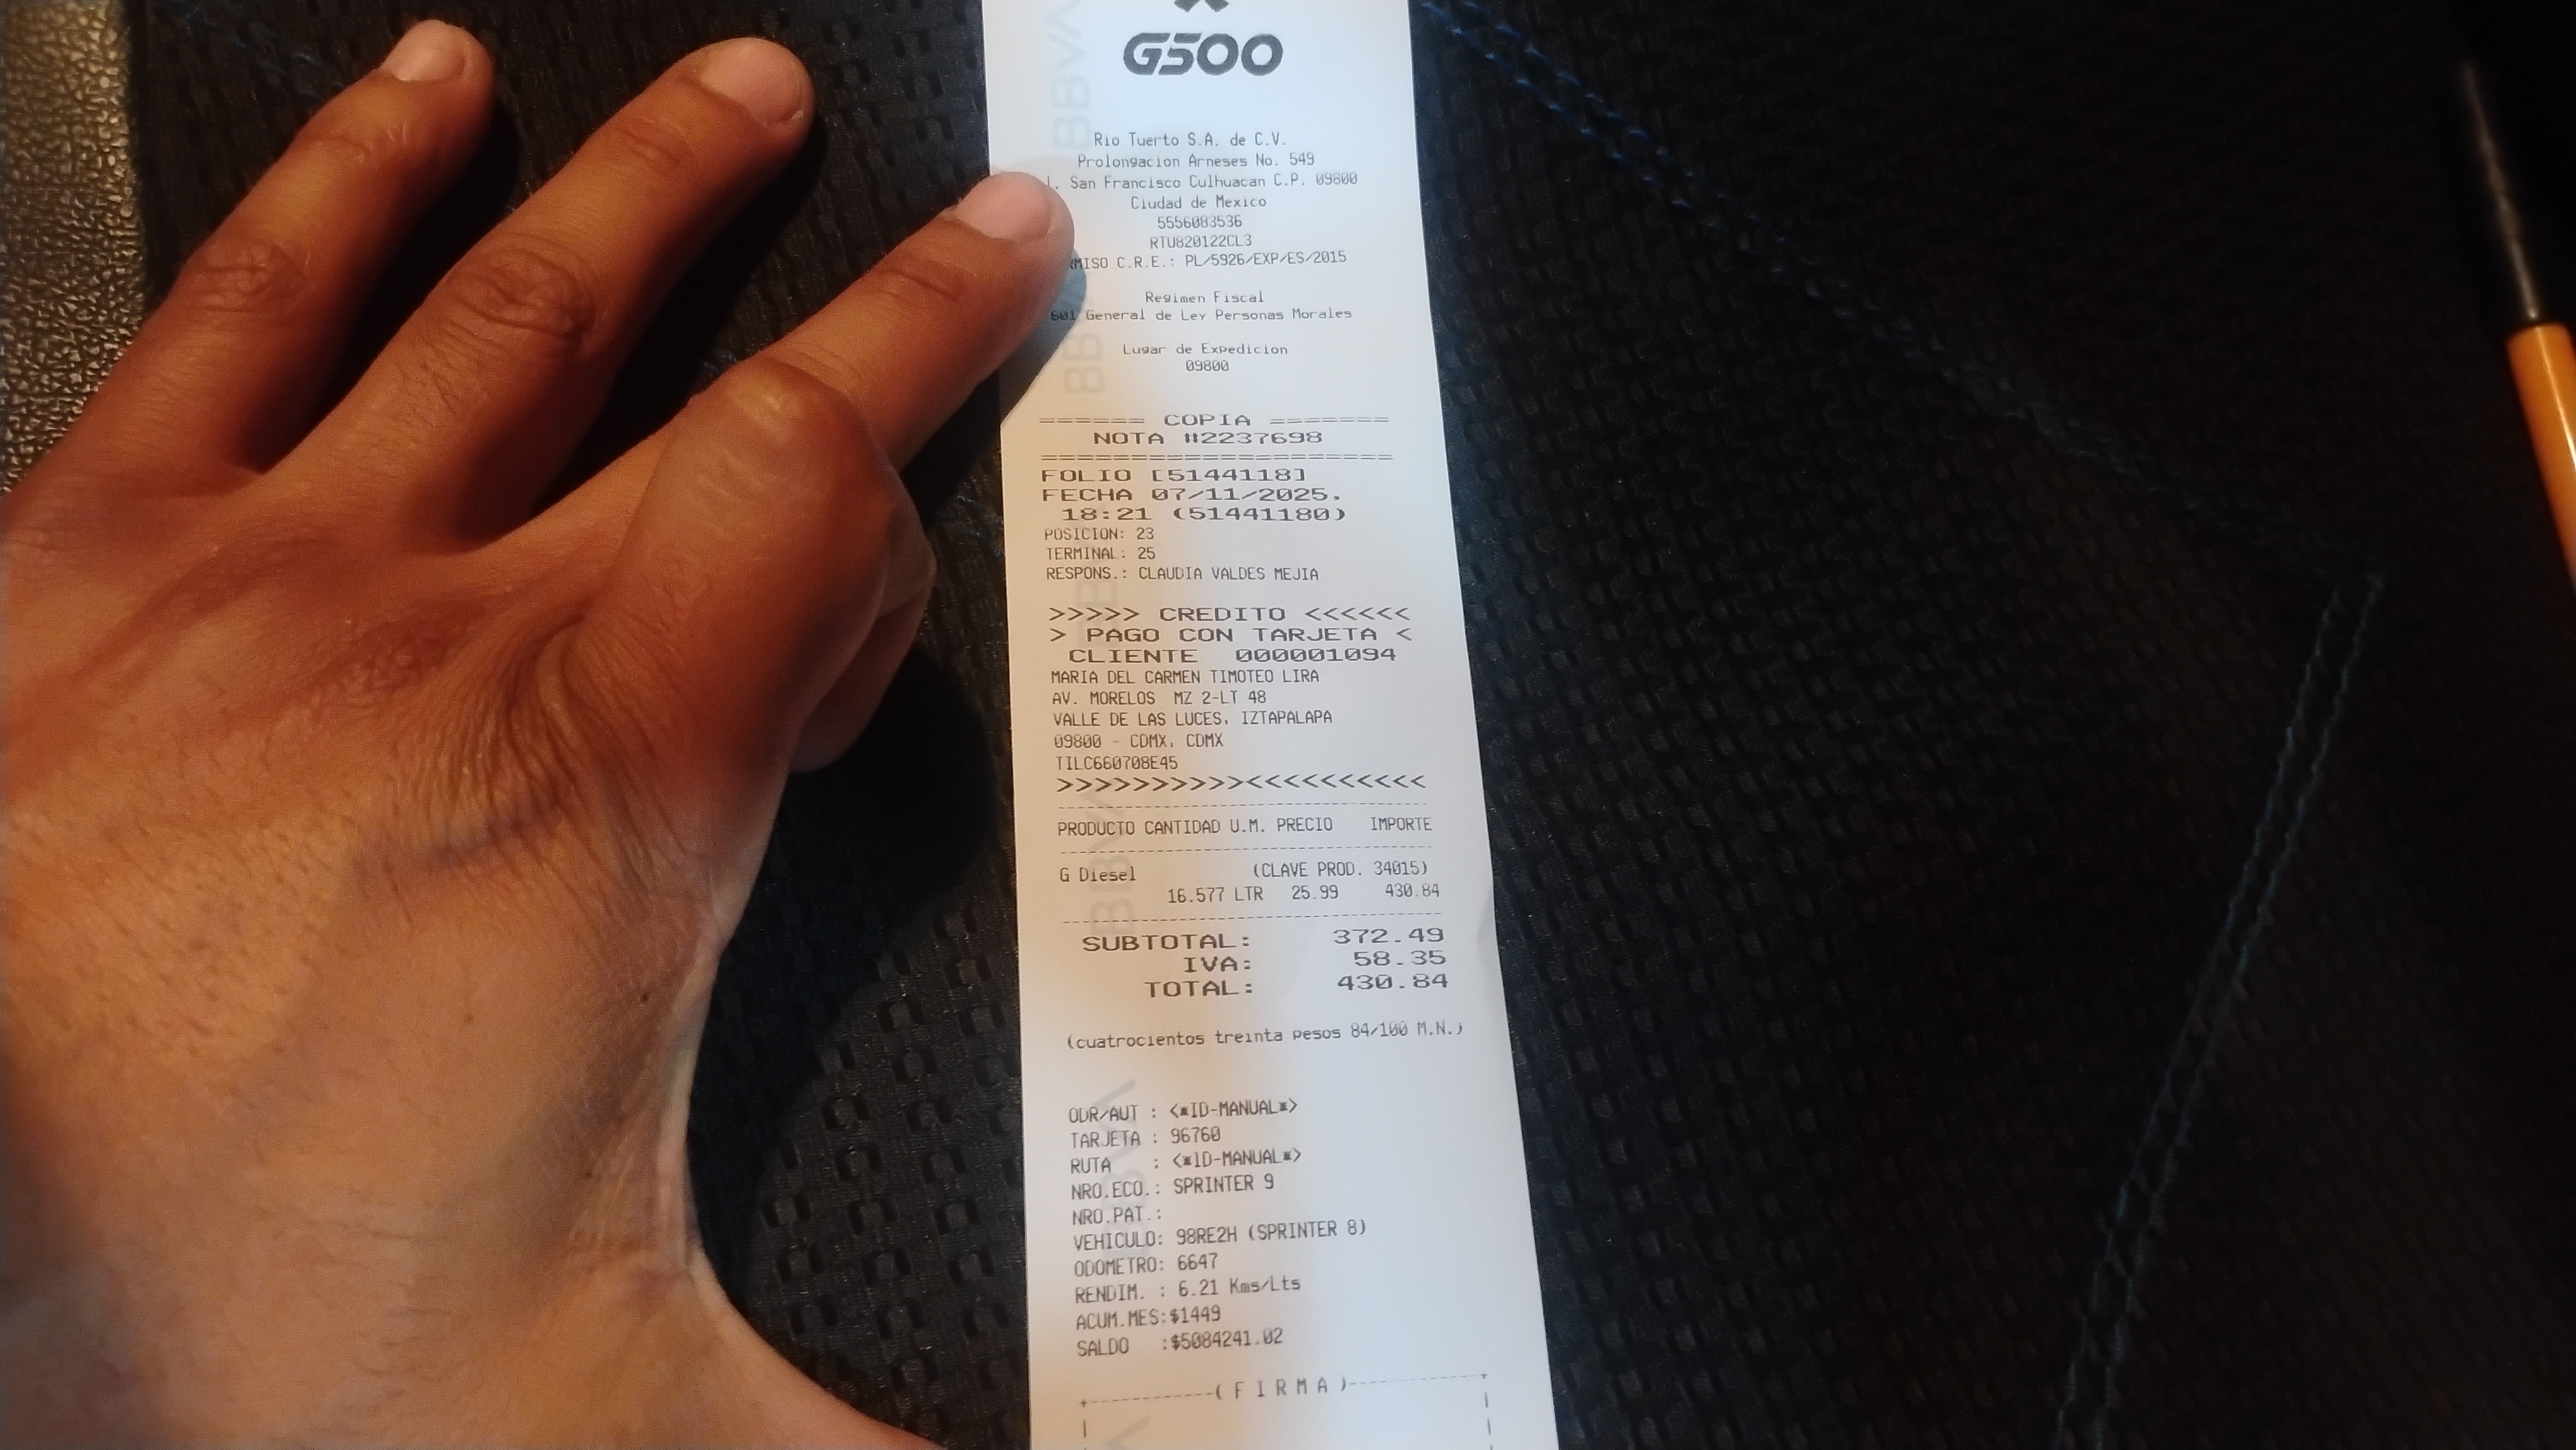 G500
Rio Tuerto S.A. de C.V.
Prolongacion Arneses No. 549
San Francisco Culhuacan C.P. 09800
Ciudad de Mexico
5556083536
RTU820122CL3
RMISO C.R.E.: PL/5926/EXP/ES/2015
Regimen Fiscal
601 General de Ley Personas Morales
Lugar de Expedicion
09800
====== COPIA =======
NOTA #2237698
====================
FOLIO [5144118]
FECHA 07/11/2025,
18:21 (51441180)
POSICION: 23
TERMINAL: 25
RESPONS.: CLAUDIA VALDES MEJIA
>>>>> CREDITO <<<<<<
> PAGO CON TARJETA <
CLIENTE 000001094
MARIA DEL CARMEN TIMOTEO LIRA
AV. MORELOS MZ 2-LT 48
VALLE DE LAS LUCES, IZTAPALAPA
09800 - CDMX, CDMX
TILC660708E45
>>>>>>>>>><<<<<<<<<<
PRODUCTO CANTIDAD U.M. PRECIO IMPORTE
G Diesel (CLAVE PROD. 34015)
16.577 LTR 25.99 430.84
SUBTOTAL: 372.49
IVA: 58.35
TOTAL: 430.84
(cuatrocientos treinta pesos 84/100 M.N.)
ODR/AUT : <*ID-MANUAL*>
TARJETA : 96760
RUTA : <*ID-MANUAL*>
NRO.ECO.: SPRINTER 9
NRO.PAT.:
VEHICULO: 98RE2H (SPRINTER 8)
ODOMETRO: 6647
RENDIM. : 6.21 Kms/Lts
ACUM.MES:$1449
SALDO :$5084241.02
+-----------( F I R M A )-----------+
BBVA
BBVA
BBVA